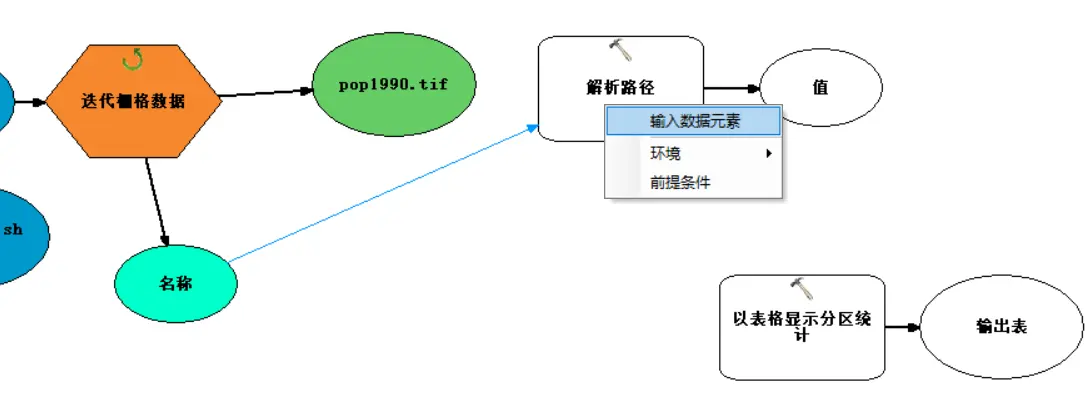 迭代栅格数据
pop1990.tif
解析路径
值
输入数据元素
环境
前提条件
sh
名称
以表格显示分区统
计
输出表